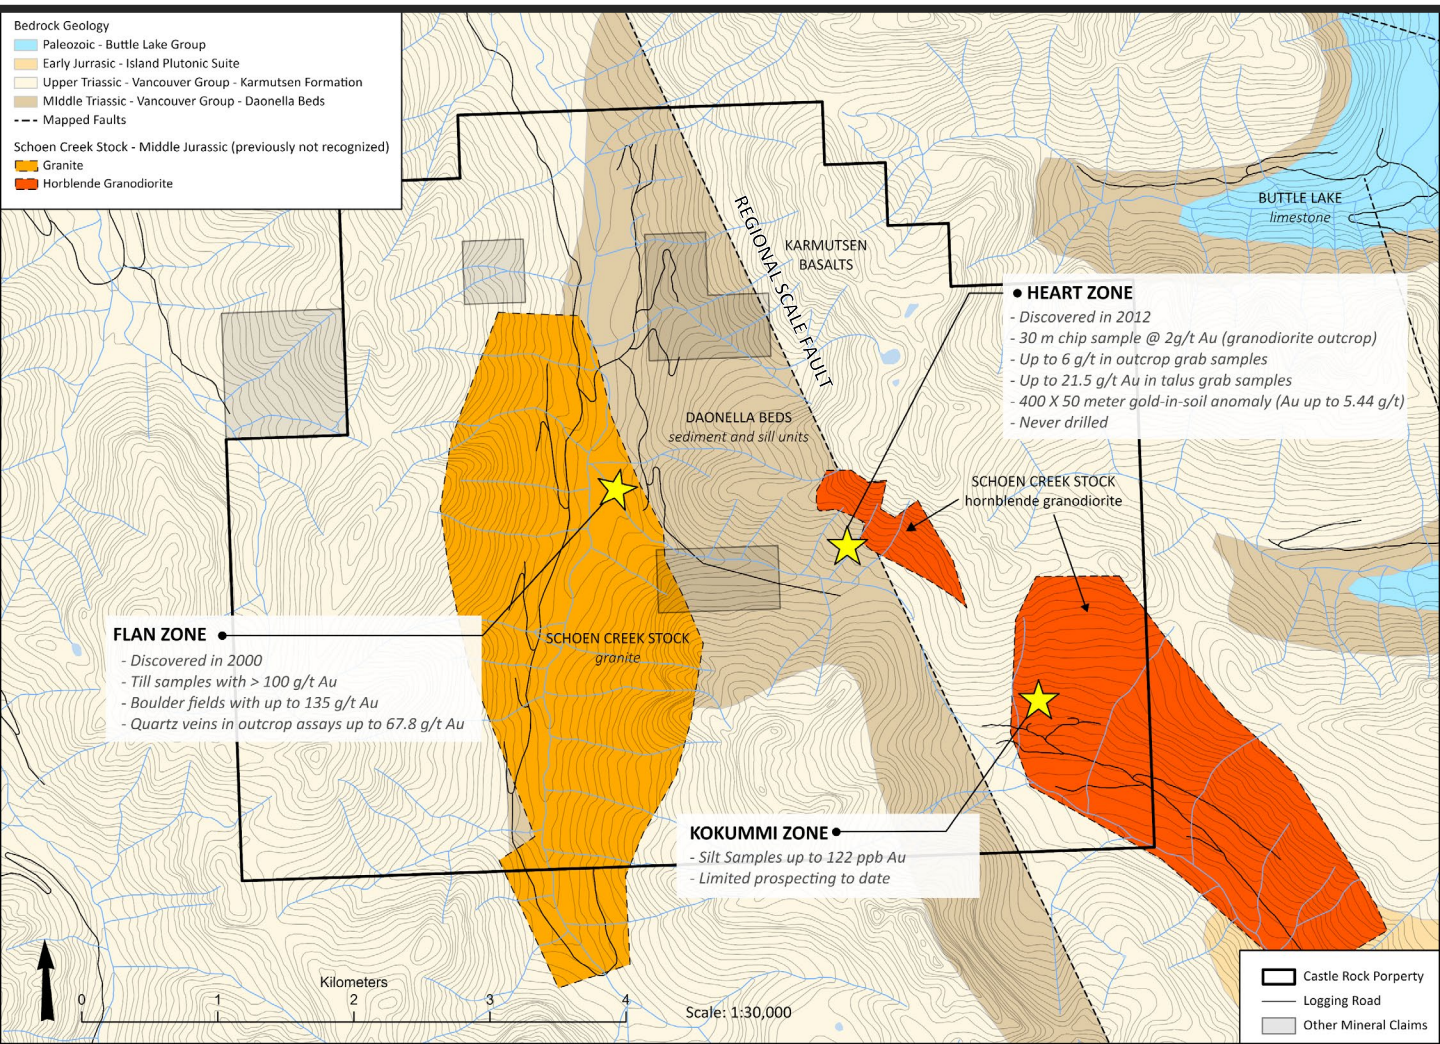 Bedrock Geology
Paleozoic - Buttle Lake Group
Early Jurrasic - Island Plutonic Suite
Upper Triassic - Vancouver Group - Karmutsen Formation
MIddle Triassic - Vancouver Group - Daonella Beds
Mapped Faults
Schoen Creek Stock - Middle Jurassic (previously not recognized)
Granite
Horblende Granodiorite
BUTTLE LAKE
limestone
REGIONAL SCALE FAULT
KARMUTSEN
BASALTS
HEART ZONE
- Discovered in 2012
- 30 m chip sample @ 2g/t Au (granodiorite outcrop)
- Up to 6 g/t in outcrop grab samples
- Up to 21.5 g/t Au in talus grab samples
- 400 X 50 meter gold-in-soil anomaly (Au up to 5.44 g/t)
- Never drilled
DAONELLA BEDS
sediment and sill units
SCHOEN CREEK STOCK
hornblende granodiorite
FLAN ZONE
- Discovered in 2000
- Till samples with > 100 g/t Au
- Boulder fields with up to 135 g/t Au
- Quartz veins in outcrop assays up to 67.8 g/t Au
SCHOEN CREEK STOCK
granite
KOKUMMI ZONE
- Silt Samples up to 122 ppb Au
- Limited prospecting to date
Kilometers
0 1 2 3 4
Scale: 1:30,000
Castle Rock Porperty
Logging Road
Other Mineral Claims